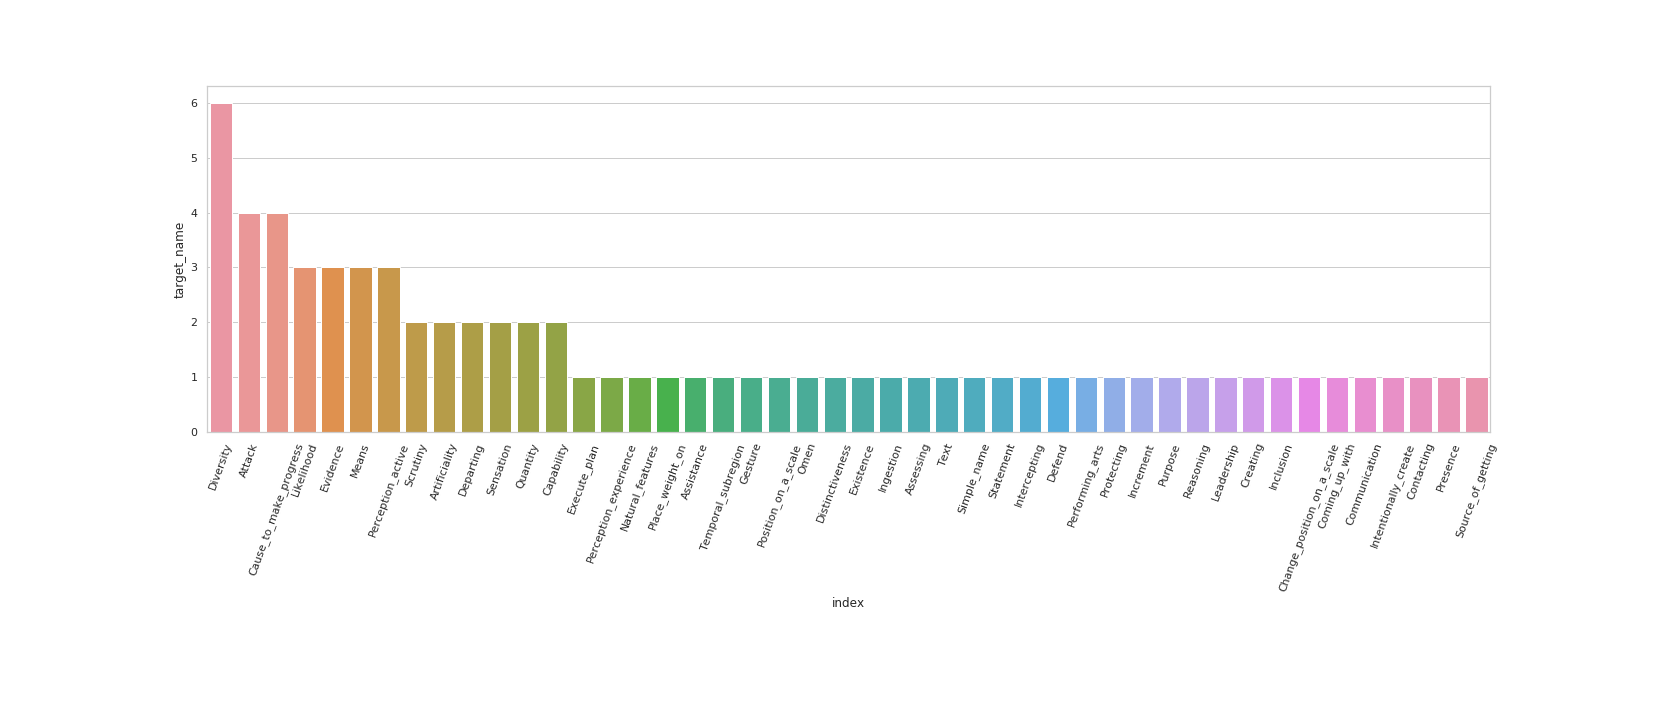 6
5
4
3
2
1
0
target_name
Diversity
Attack
Cause_to_make_progress
Likelihood
Evidence
Means
Perception_active
Scrutiny
Artificiality
Departing
Sensation
Quantity
Capability
Execute_plan
Perception_experience
Natural_features
Place_weight_on
Assistance
Temporal_subregion
Gesture
Position_on_a_scale
Omen
Distinctiveness
Existence
Ingestion
Assessing
Text
Simple_name
Statement
Intercepting
Defend
Performing_arts
Protecting
Increment
Purpose
Reasoning
Leadership
Creating
Inclusion
Change_position_on_a_scale
Coming_up_with
Communication
Intentionally_create
Contacting
Presence
Source_of_getting
index